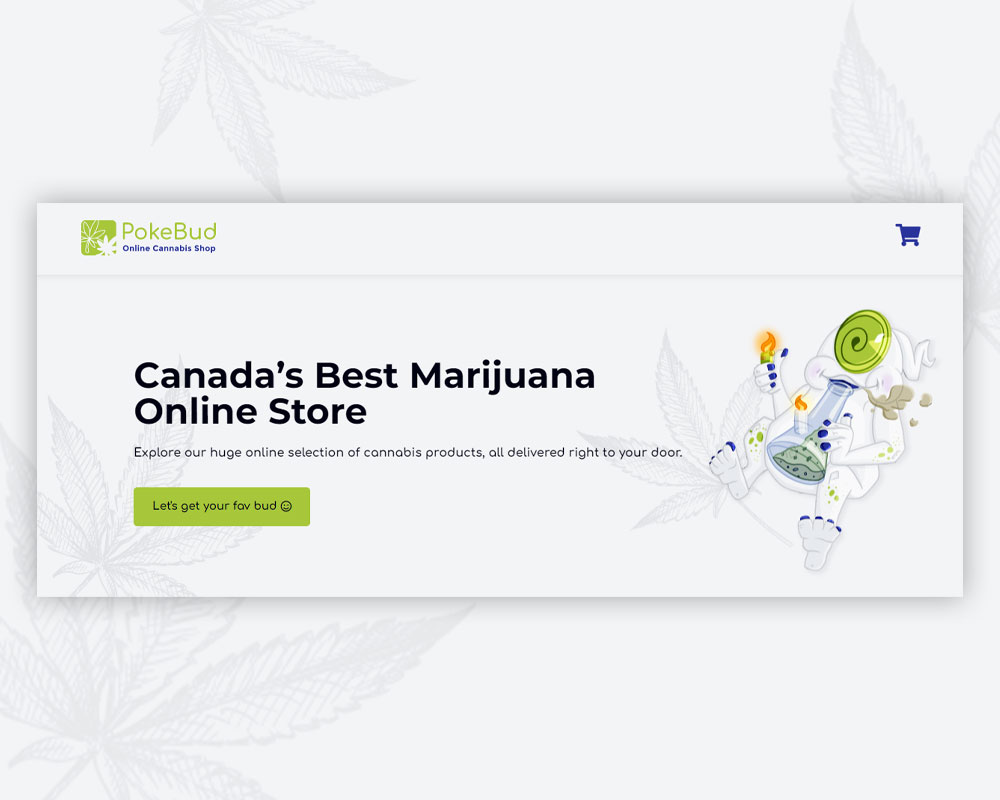 PokeBud
Online Cannabis Shop
Canada’s Best Marijuana
Online Store
Explore our huge online selection of cannabis products, all delivered right to your door.
Let's get your fav bud ☺